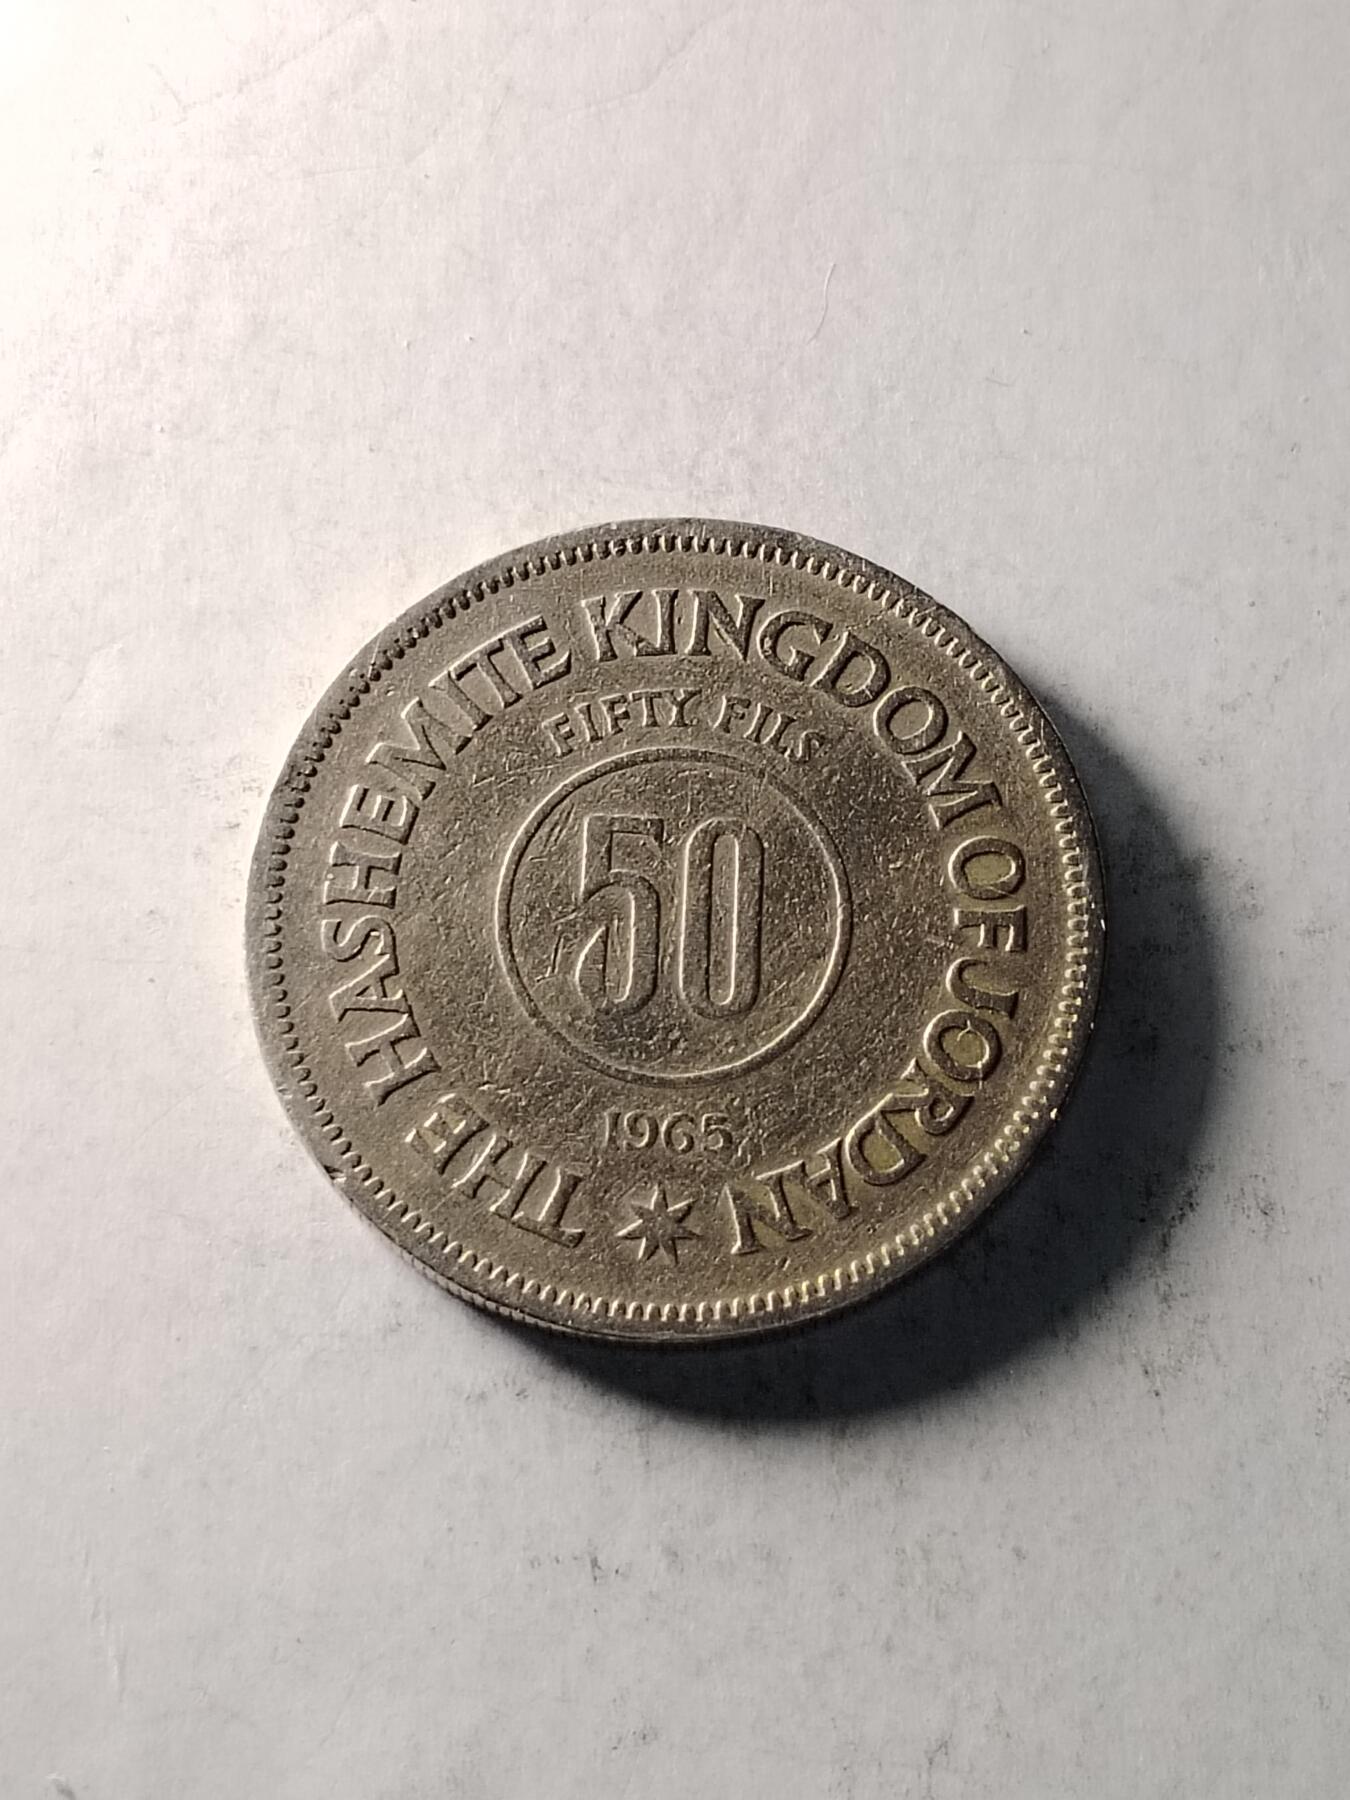 THE HASHEMITE KINGDOM OF JORDAN
FIFTY FILS
50
1965